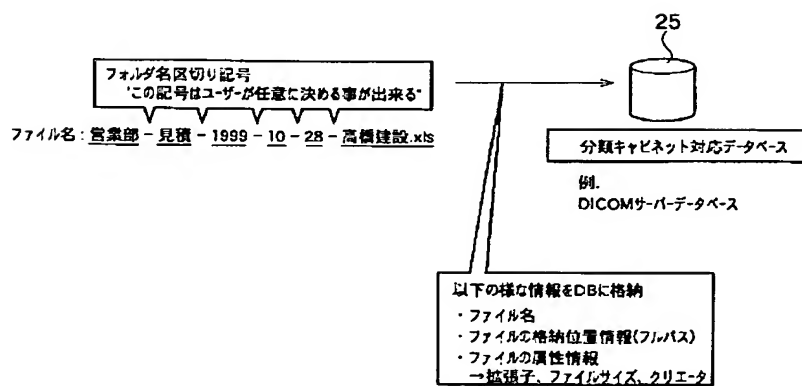 25
フォルダ名区切り記号
"この記号はユーザーが任意に決める事が出来る"
ファイル名:営業部-見積-1999-10-28-高橋建設.xls
分類キャビネット対応データベース
例.
DICOMサーバーデータベース
以下の様な情報をDBに格納
・ファイル名
・ファイルの格納位置情報(フルパス)
・ファイルの属性情報
→拡張子、ファイルサイズ、クリエータ